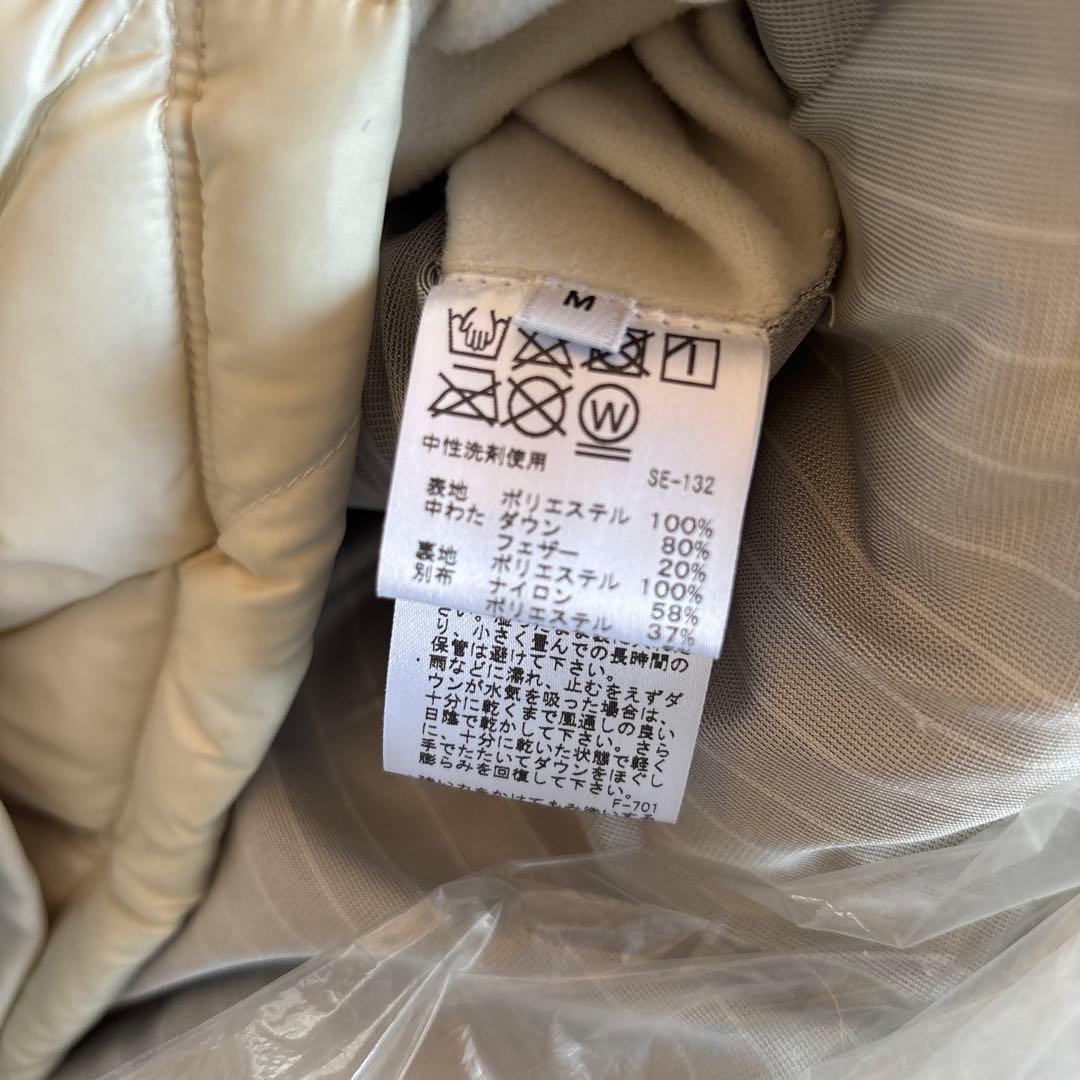 M
W
中性洗剤使用
SE-132
表地 ポリエステル 100%
中わた ダウン 80%
フェザー 20%
裏地 ポリエステル 100%
別布 ナイロン 58%
ポリエステル 37%
り、小さく畳んでの長時間の
保管は避けて下さい。
・雨などに濡れ、止むをえずダ
ウンが水気を吸った場合は、
十分に乾くまで風通しの良い
日陰で乾かして下さい。さら
に、十分に乾いた状態で軽く
手でたたいてダウンをほぐし
膨らみを回復して下さい。
F-701